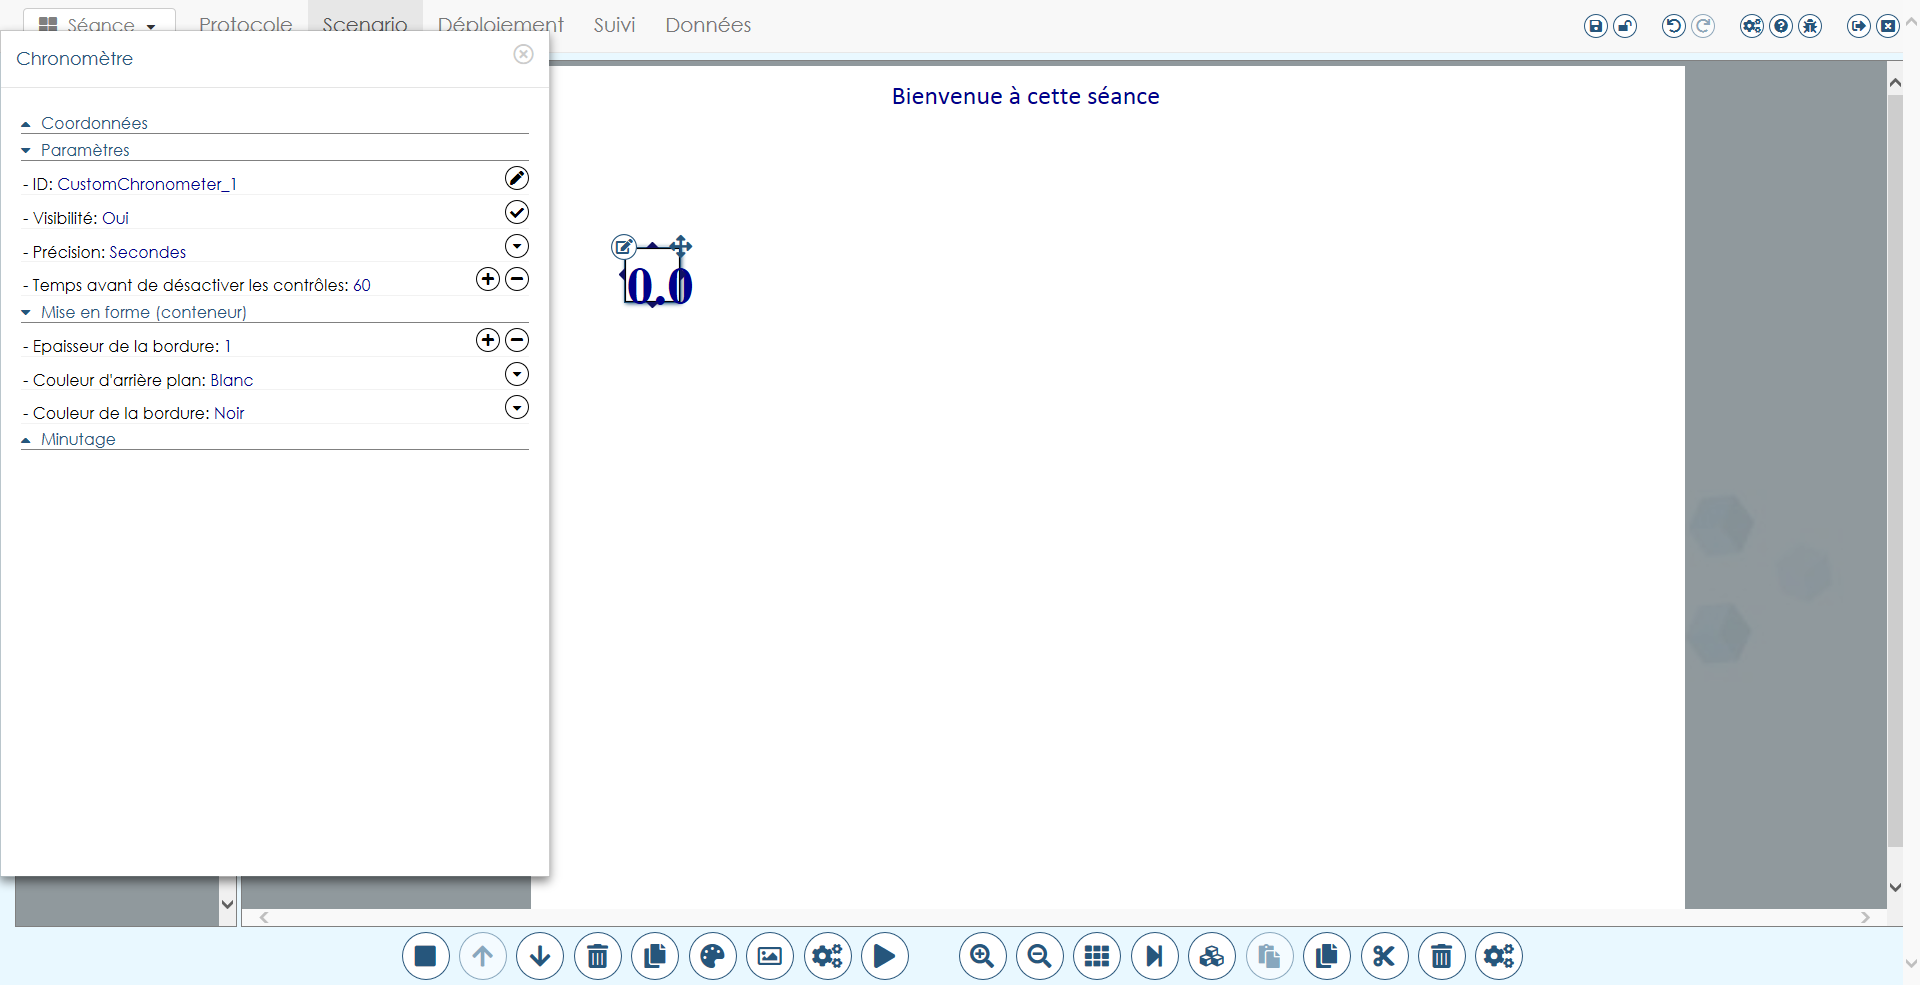 Séance Protocole Scenario Déploiement Suivi Données
Chronomètre
Bienvenue à cette séance
Coordonnées
Paramètres
- ID: CustomChronometer_1
- Visibilité: Oui
- Précision: Secondes
- Temps avant de désactiver les contrôles: 60
Mise en forme (conteneur)
- Epaisseur de la bordure: 1
- Couleur d'arrière plan: Blanc
- Couleur de la bordure: Noir
Minutage
0.0